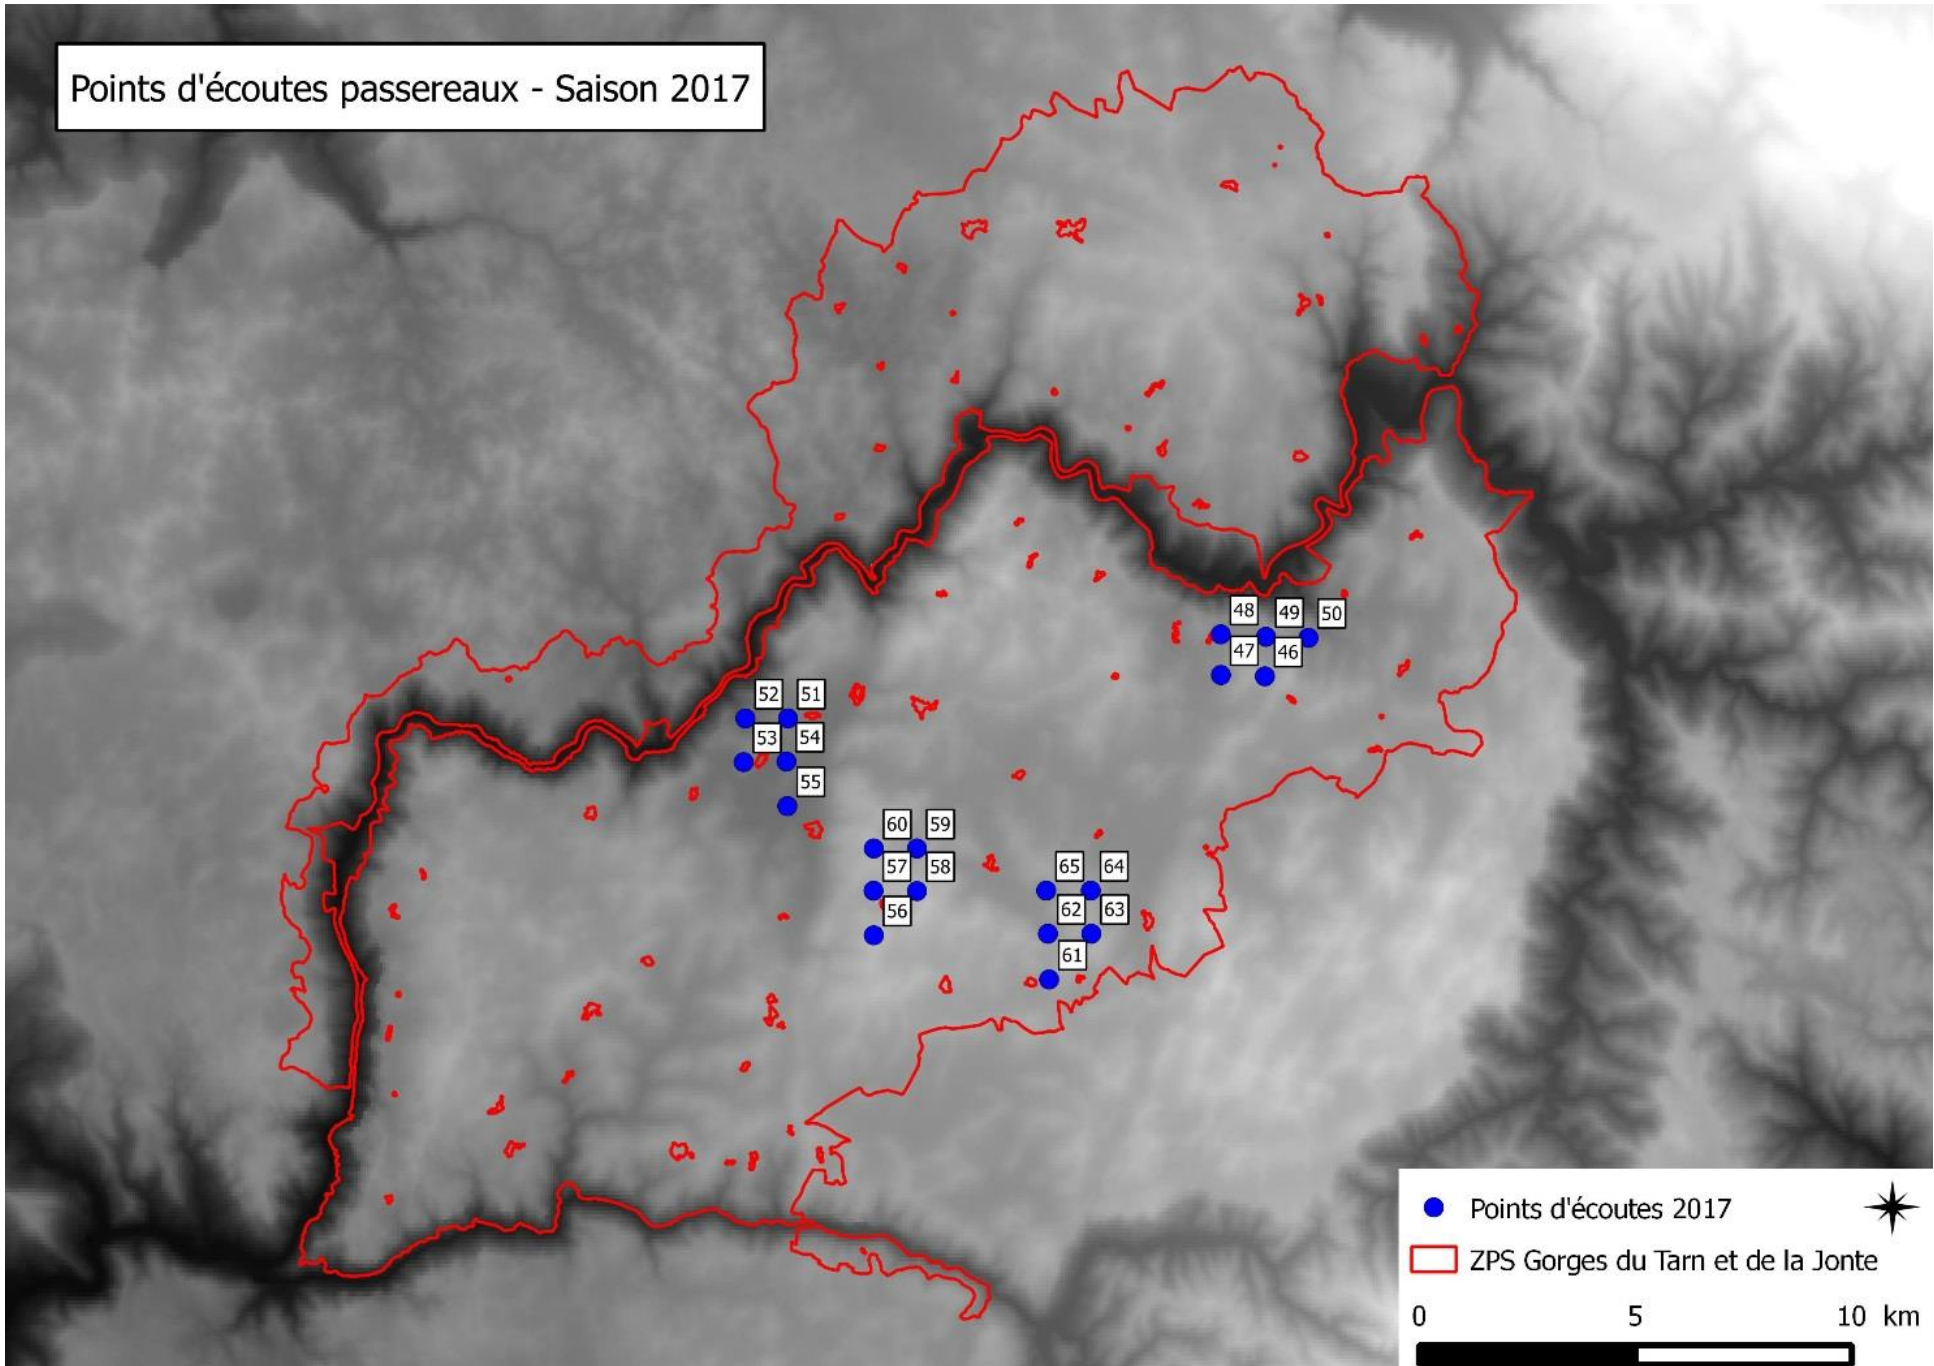 Points d'écoutes passereaux - Saison 2017
48 49 50
47 46
52 51
53 54
55
60 59
57 58
56
65 64
62 63
61
Points d'écoutes 2017
ZPS Gorges du Tarn et de la Jonte
0 5 10 km